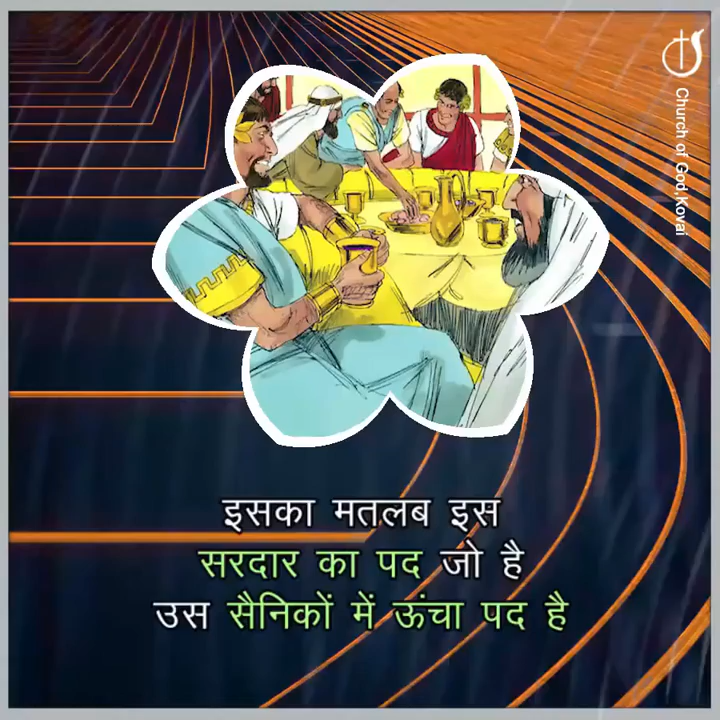 Church of God,Kovai
इसका मतलब इस
सरदार का पद जो है
उस सैनिकों में ऊंचा पद है